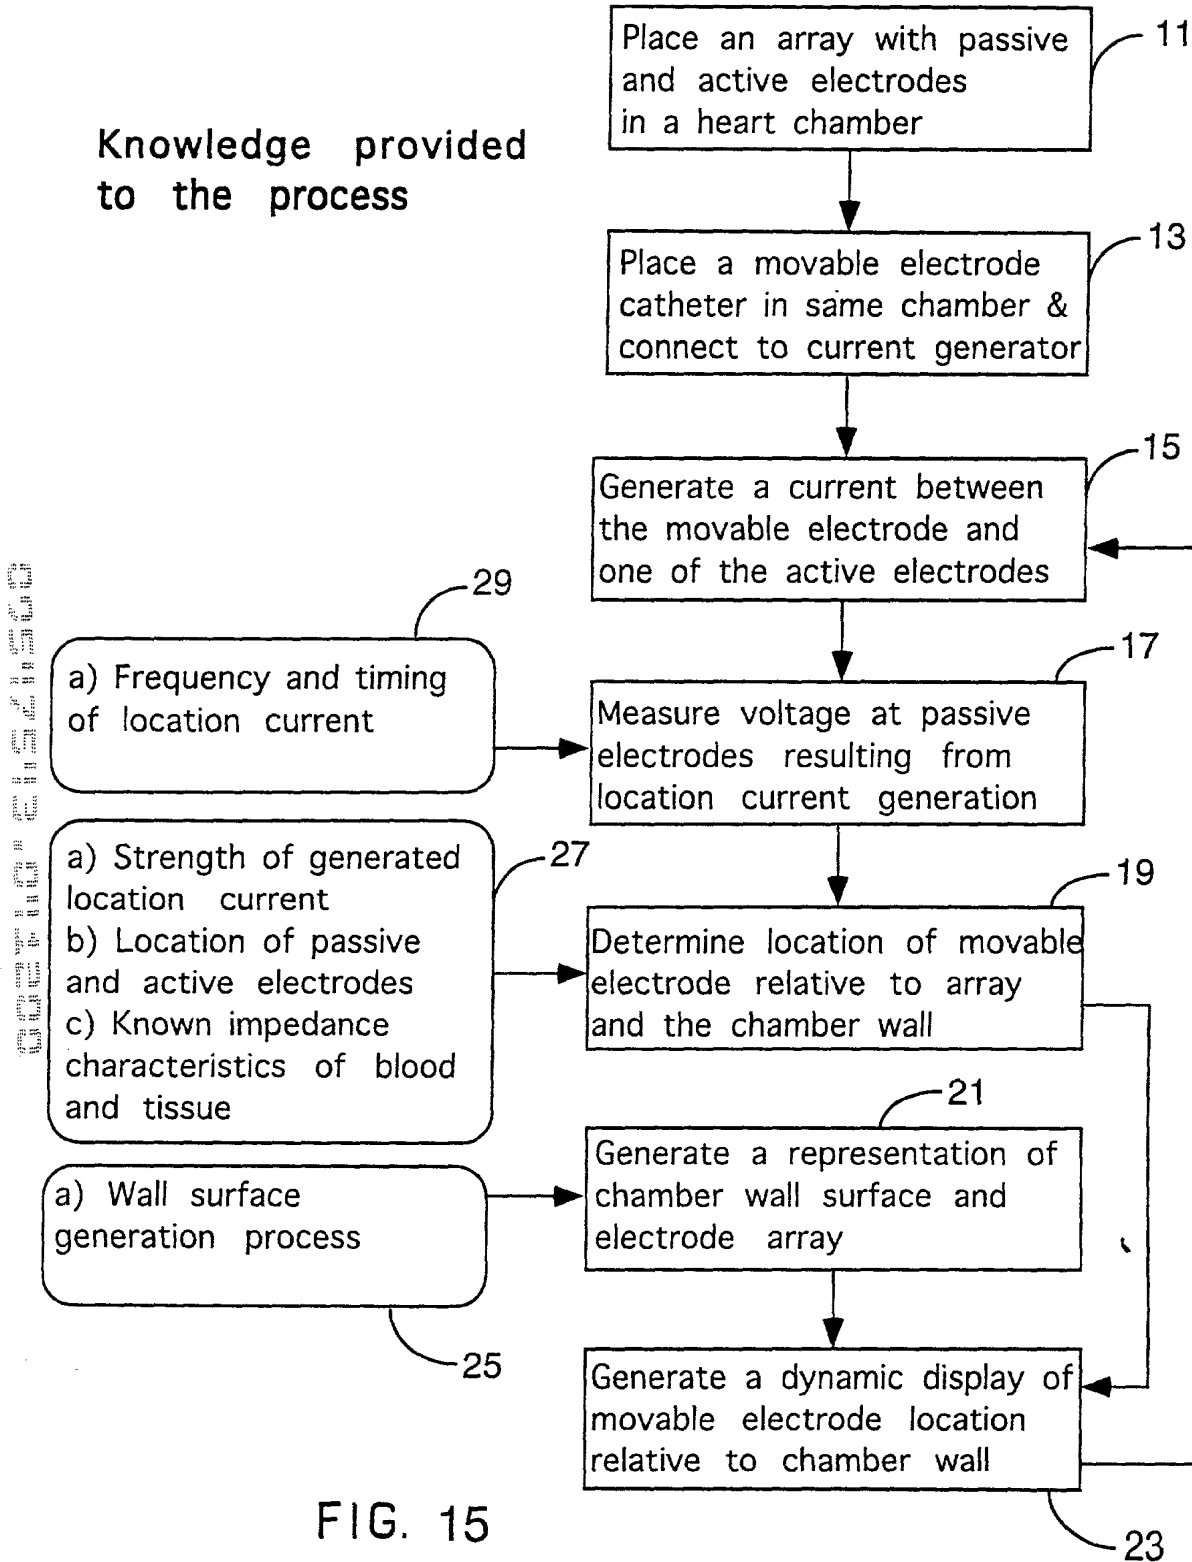 Knowledge provided
to the process
Place an array with passive
and active electrodes
in a heart chamber
11
Place a movable electrode
catheter in same chamber &
connect to current generator
13
Generate a current between
the movable electrode and
one of the active electrodes
15
29
a) Frequency and timing
of location current
Measure voltage at passive
electrodes resulting from
location current generation
17
a) Strength of generated
location current
b) Location of passive
and active electrodes
c) Known impedance
characteristics of blood
and tissue
27
Determine location of movable
electrode relative to array
and the chamber wall
19
a) Wall surface
generation process
25
Generate a representation of
chamber wall surface and
electrode array
21
Generate a dynamic display of
movable electrode location
relative to chamber wall
23
FIG. 15